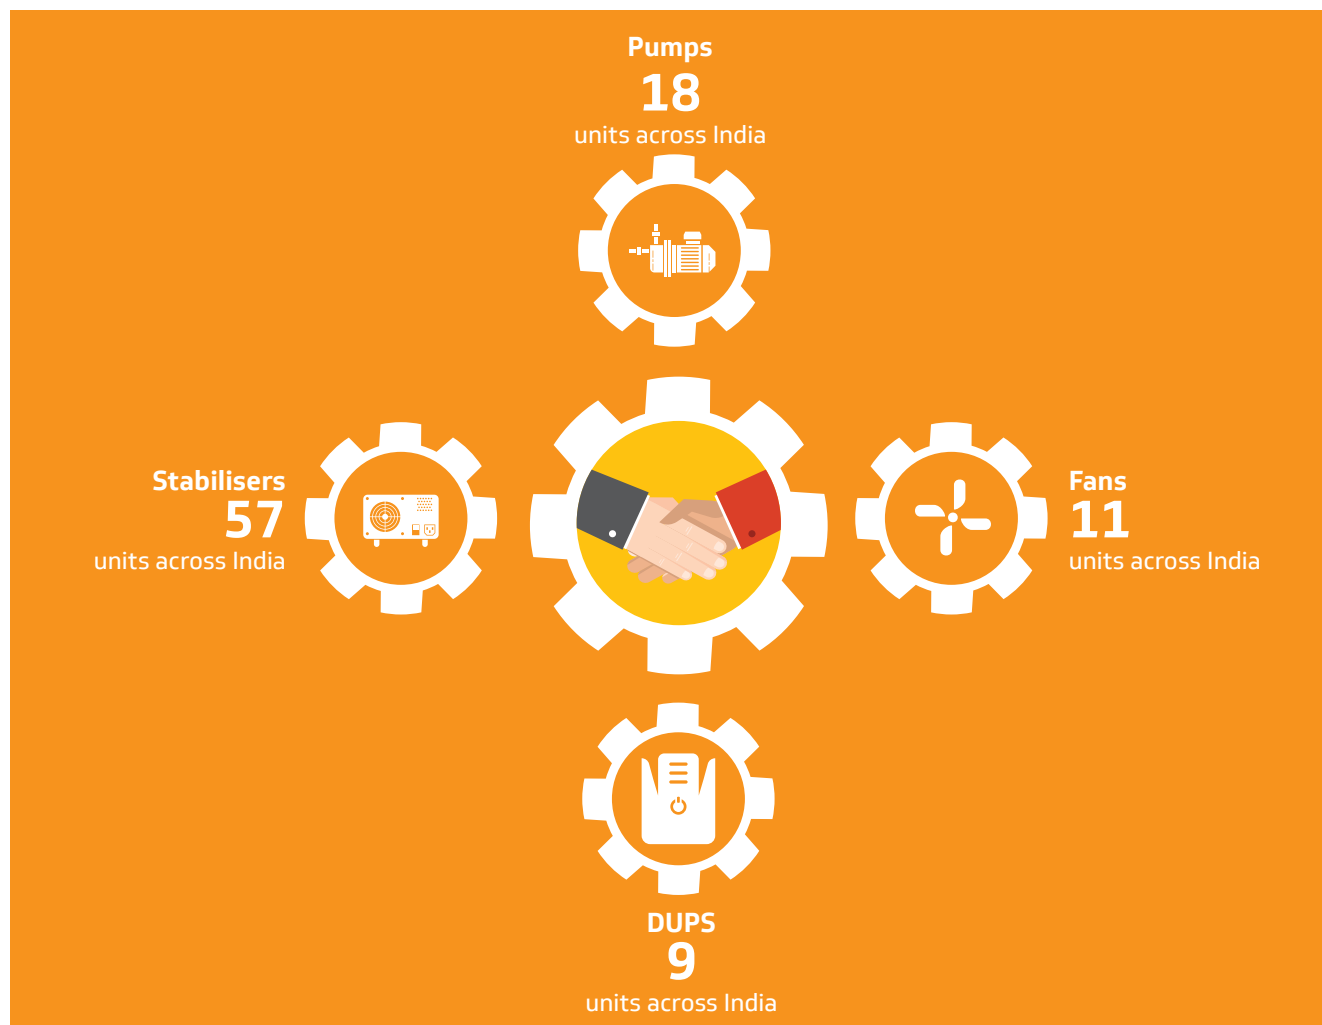 Pumps
18
units across India
Stabilisers
57
units across India
Fans
11
units across India
DUPS
9
units across India